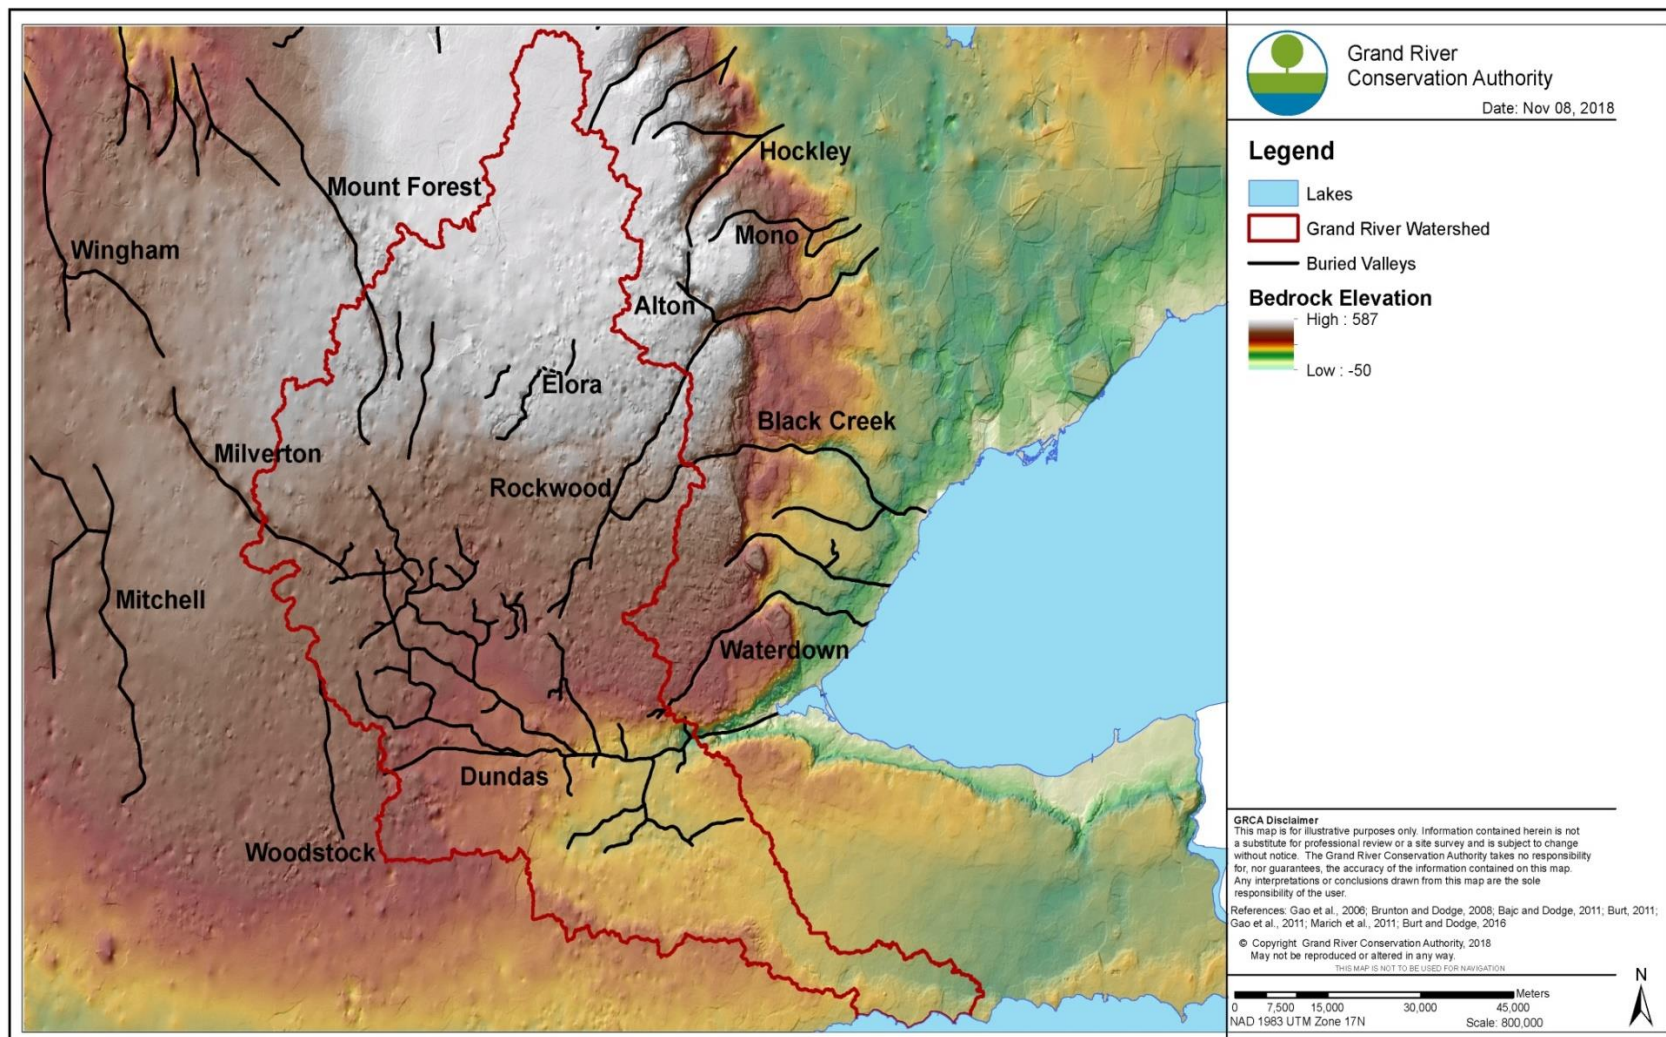 Grand River
Conservation Authority
Date: Nov 08, 2018
Legend
Lakes
Grand River Watershed
Buried Valleys
Bedrock Elevation
High : 587
Low : -50
Hockley
Mount Forest
Mono
Wingham
Alton
Elora
Black Creek
Milverton
Rockwood
Mitchell
Waterdown
Dundas
Woodstock
GRCA Disclaimer
This map is for illustrative purposes only. Information contained herein is not
a substitute for professional review or a site survey and is subject to change
without notice. The Grand River Conservation Authority takes no responsibility
for, nor guarantees, the accuracy of the information contained on this map.
Any interpretations or conclusions drawn from this map are the sole
responsibility of the user.
References: Gao et al., 2006; Brunton and Dodge, 2008; Bajc and Dodge, 2011; Burt, 2011;
Gao et al., 2011; Marich et al., 2011; Burt and Dodge, 2016
© Copyright Grand River Conservation Authority, 2018
May not be reproduced or altered in any way.
THIS MAP IS NOT TO BE USED FOR NAVIGATION
N
Meters
0 7,500 15,000 30,000 45,000
NAD 1983 UTM Zone 17N Scale: 800,000